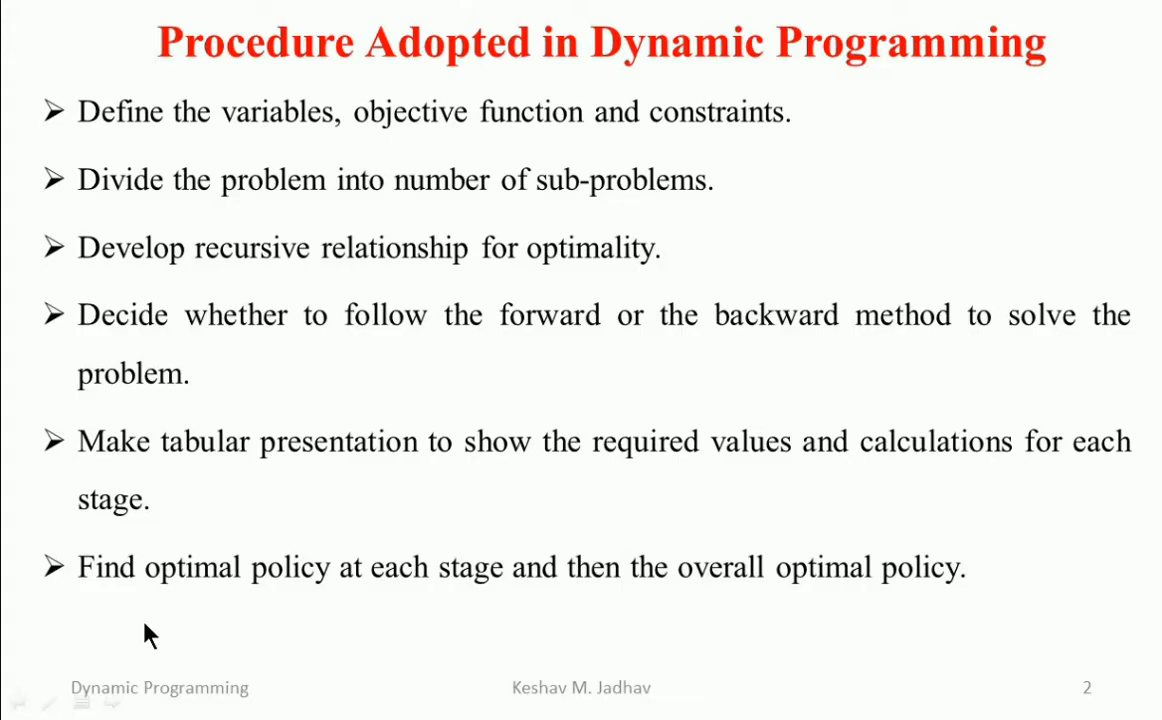 Procedure Adopted in Dynamic Programming
➢ Define the variables, objective function and constraints.
➢ Divide the problem into number of sub-problems.
➢ Develop recursive relationship for optimality.
➢ Decide whether to follow the forward or the backward method to solve the
problem.
➢ Make tabular presentation to show the required values and calculations for each
stage.
➢ Find optimal policy at each stage and then the overall optimal policy.
Dynamic Programming Keshav M. Jadhav 2